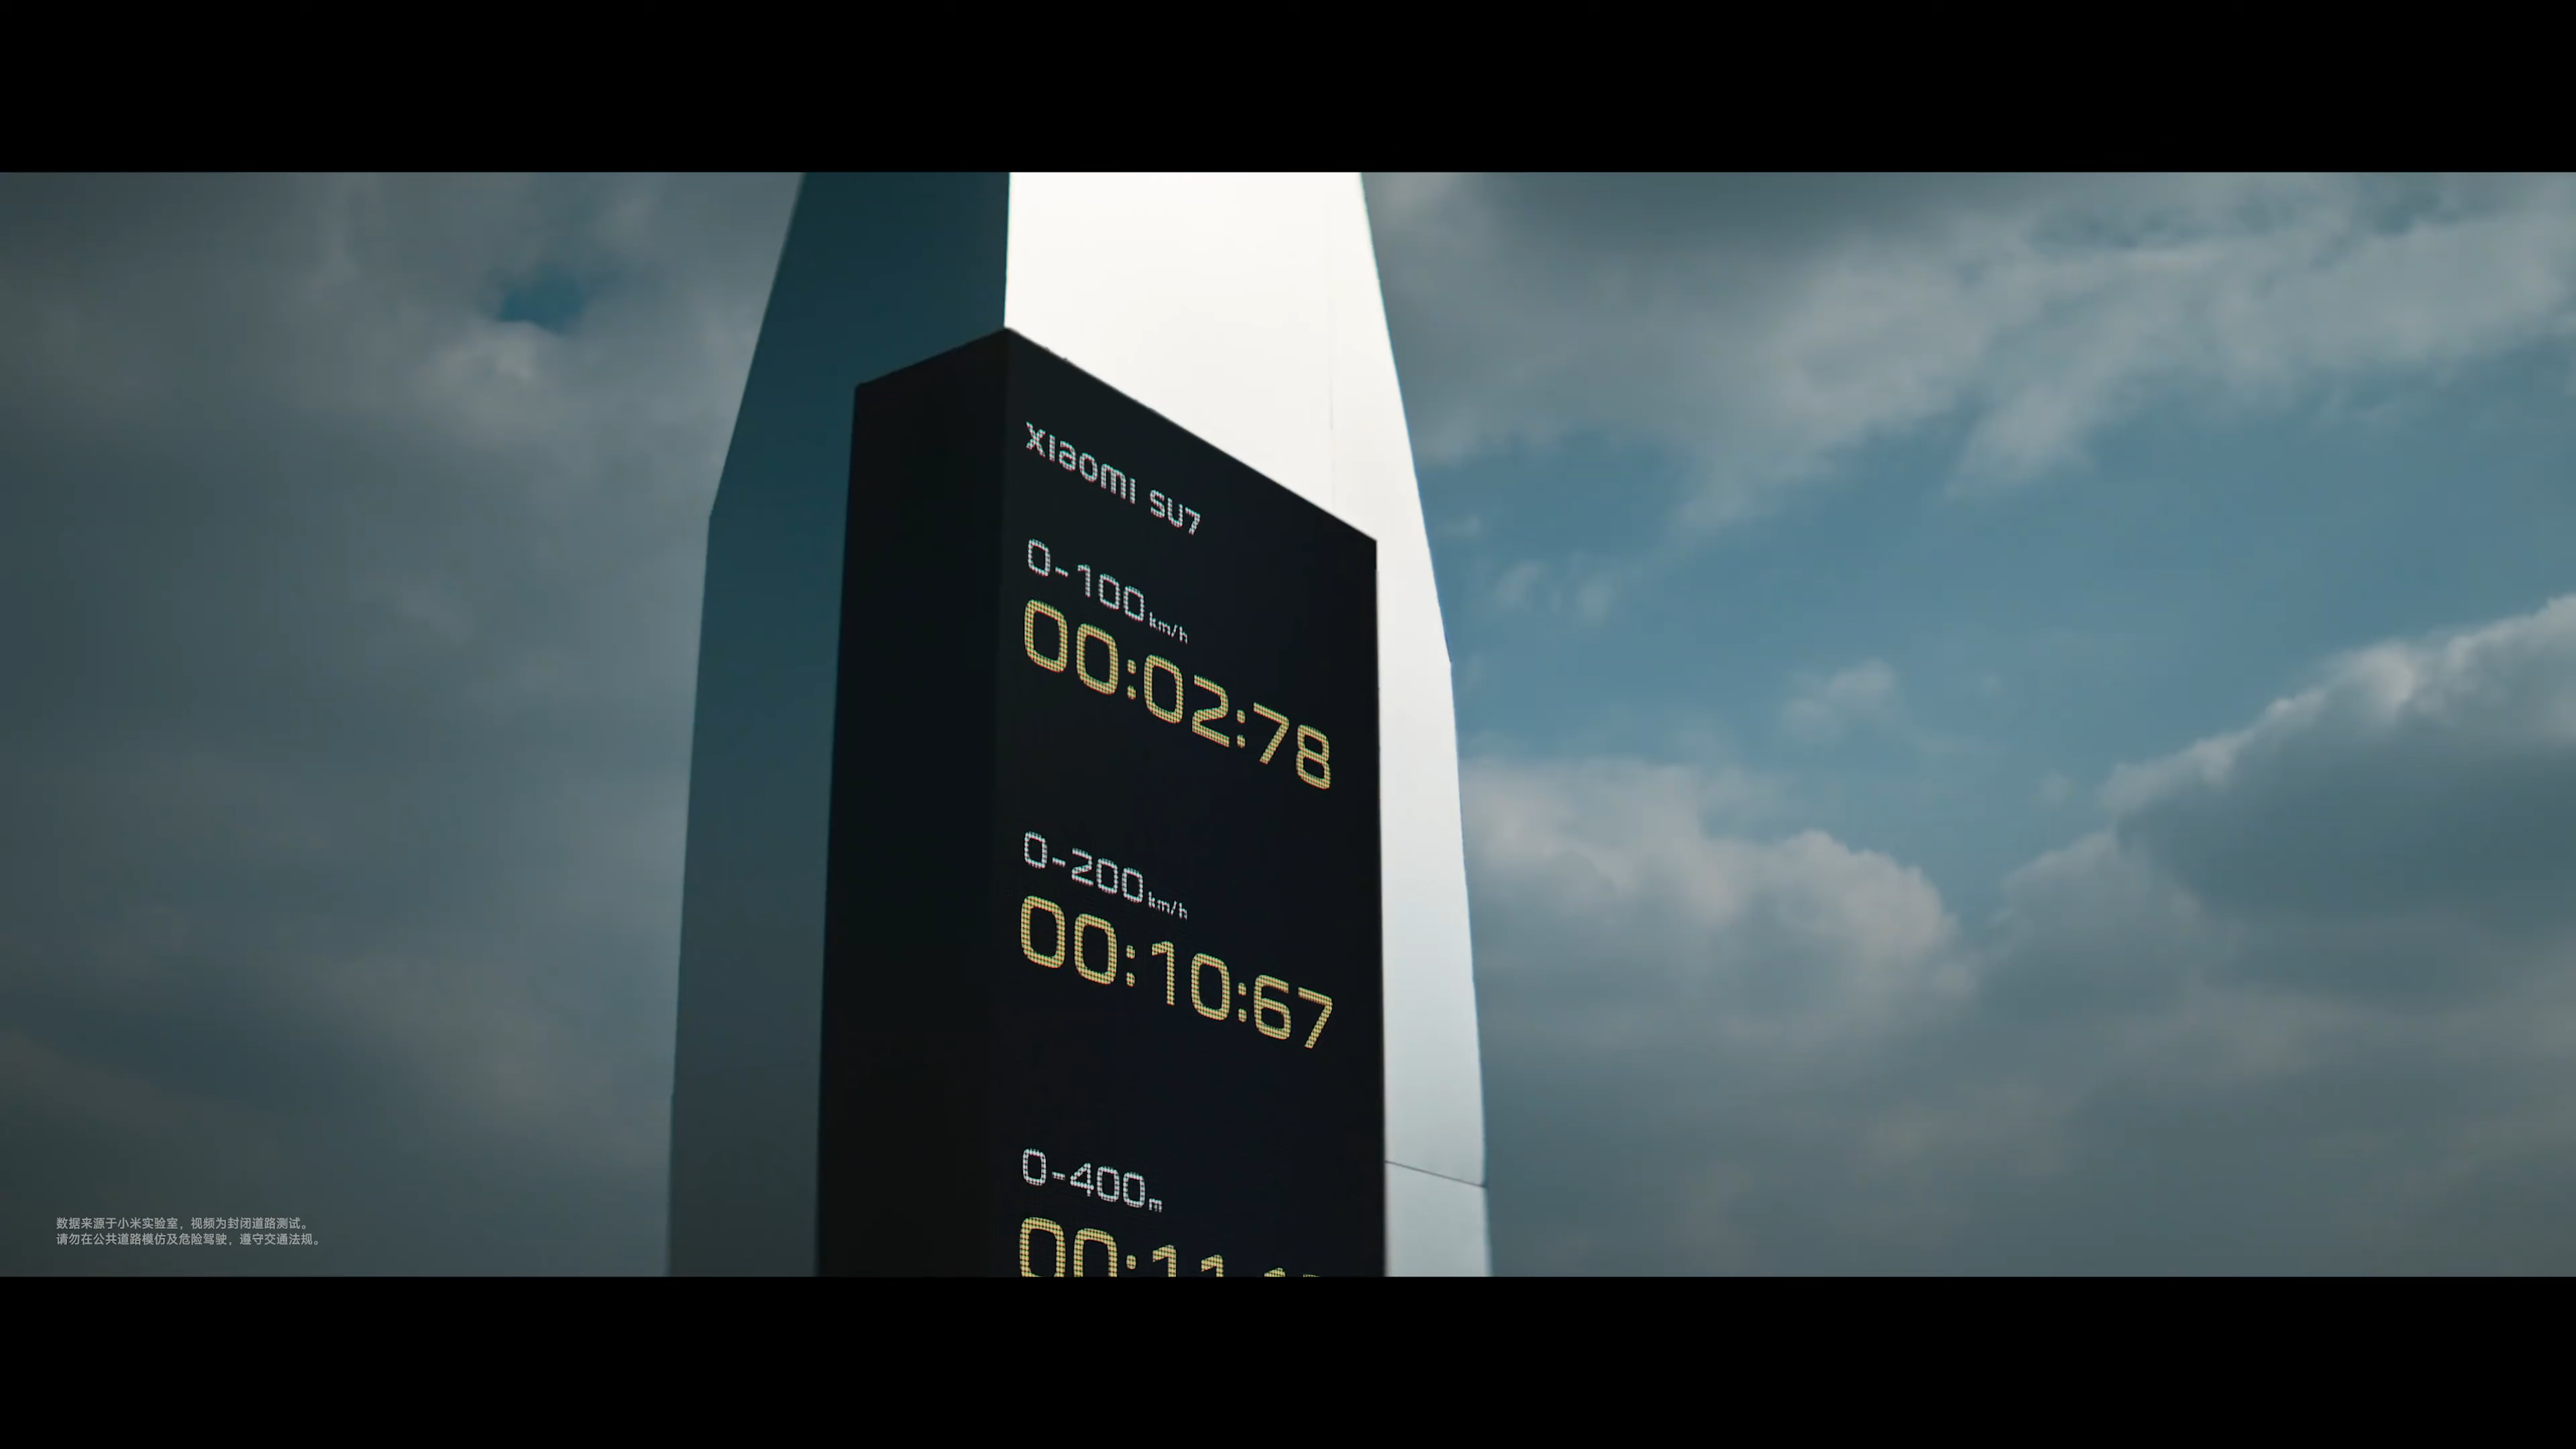 xiaomi su7
0-100km/h
00:02:78
0-200km/h
00:10:67
0-400m
数据来源于小米实验室，视频为封闭道路测试。
请勿在公共道路模仿及危险驾驶，遵守交通法规。